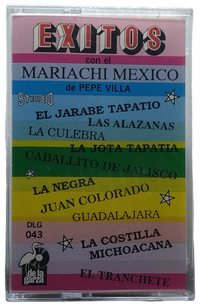 EXITOS
con el
MARIACHI MEXICO
de PEPE VILLA
EL JARABE TAPATIO
LAS ALAZANAS
LA CULEBRA
LA JOTA TAPATIA
CABALLITO DE JALISCO
LA NEGRA
JUAN COLORADO
GUADALAJARA
DLG
043
LA COSTILLA
MICHOACANA
EL TRANCHETE
de la
garza